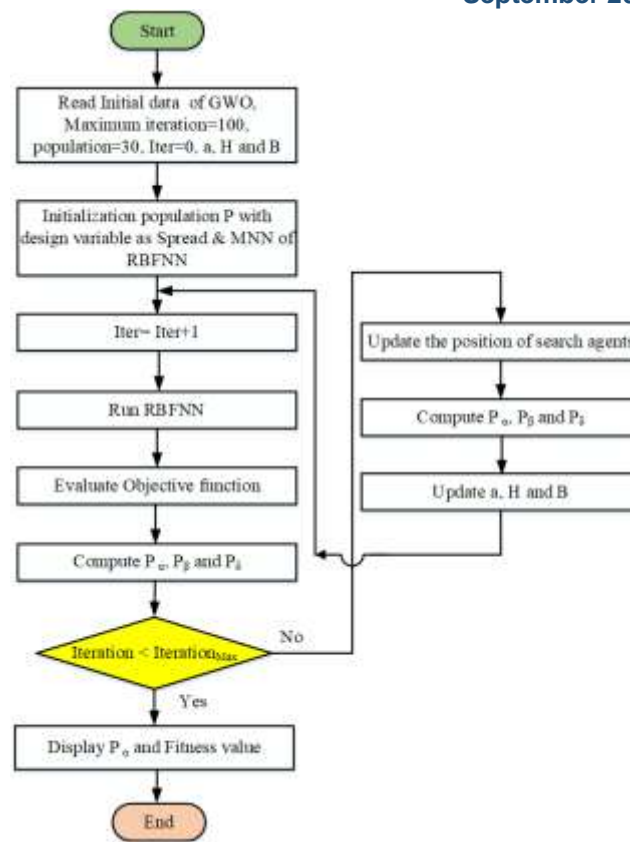 Start
Read Initial data of GWO,
Maximum iteration=100,
population=30, Iter=0, a, H and B
Initialization population P with
design variable as Spread & MNN of
RBFNN
Iter= Iter+1
Run RBFNN
Evaluate Objective function
Compute P α, P β and P δ
Iteration < Iteration Max
No
Yes
Display P α and Fitness value
End
Update the position of search agents
Compute P α, P β and P δ
Update a, H and B